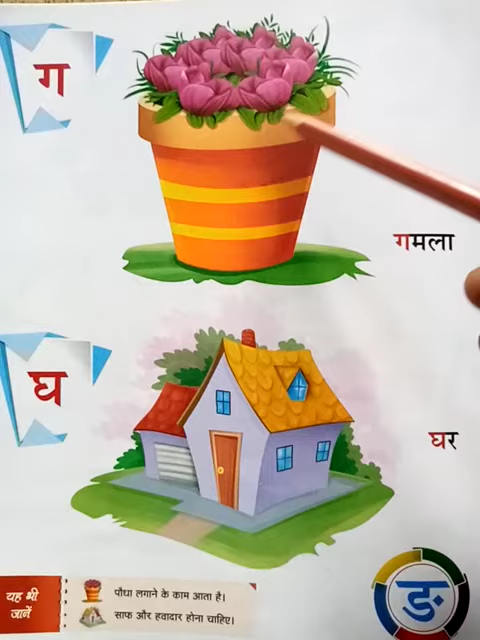 ग
गमला
घ
घर
यह भी
जानें
पौधा लगाने के काम आता है।
साफ और हवादार होना चाहिए।
ङ